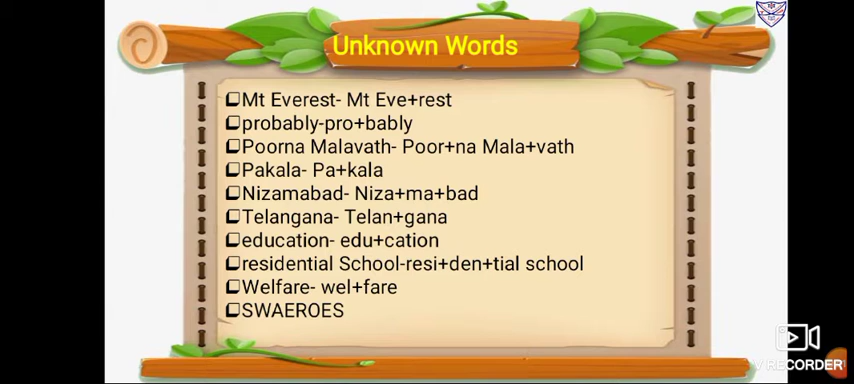 Unknown Words
❑Mt Everest- Mt Eve+rest
❑probably-pro+bably
❑Poorna Malavath- Poor+na Mala+vath
❑Pakala- Pa+kala
❑Nizamabad- Niza+ma+bad
❑Telangana- Telan+gana
❑education- edu+cation
❑residential School-resi+den+tial school
❑Welfare- wel+fare
❑SWAEROES
V RECORDER